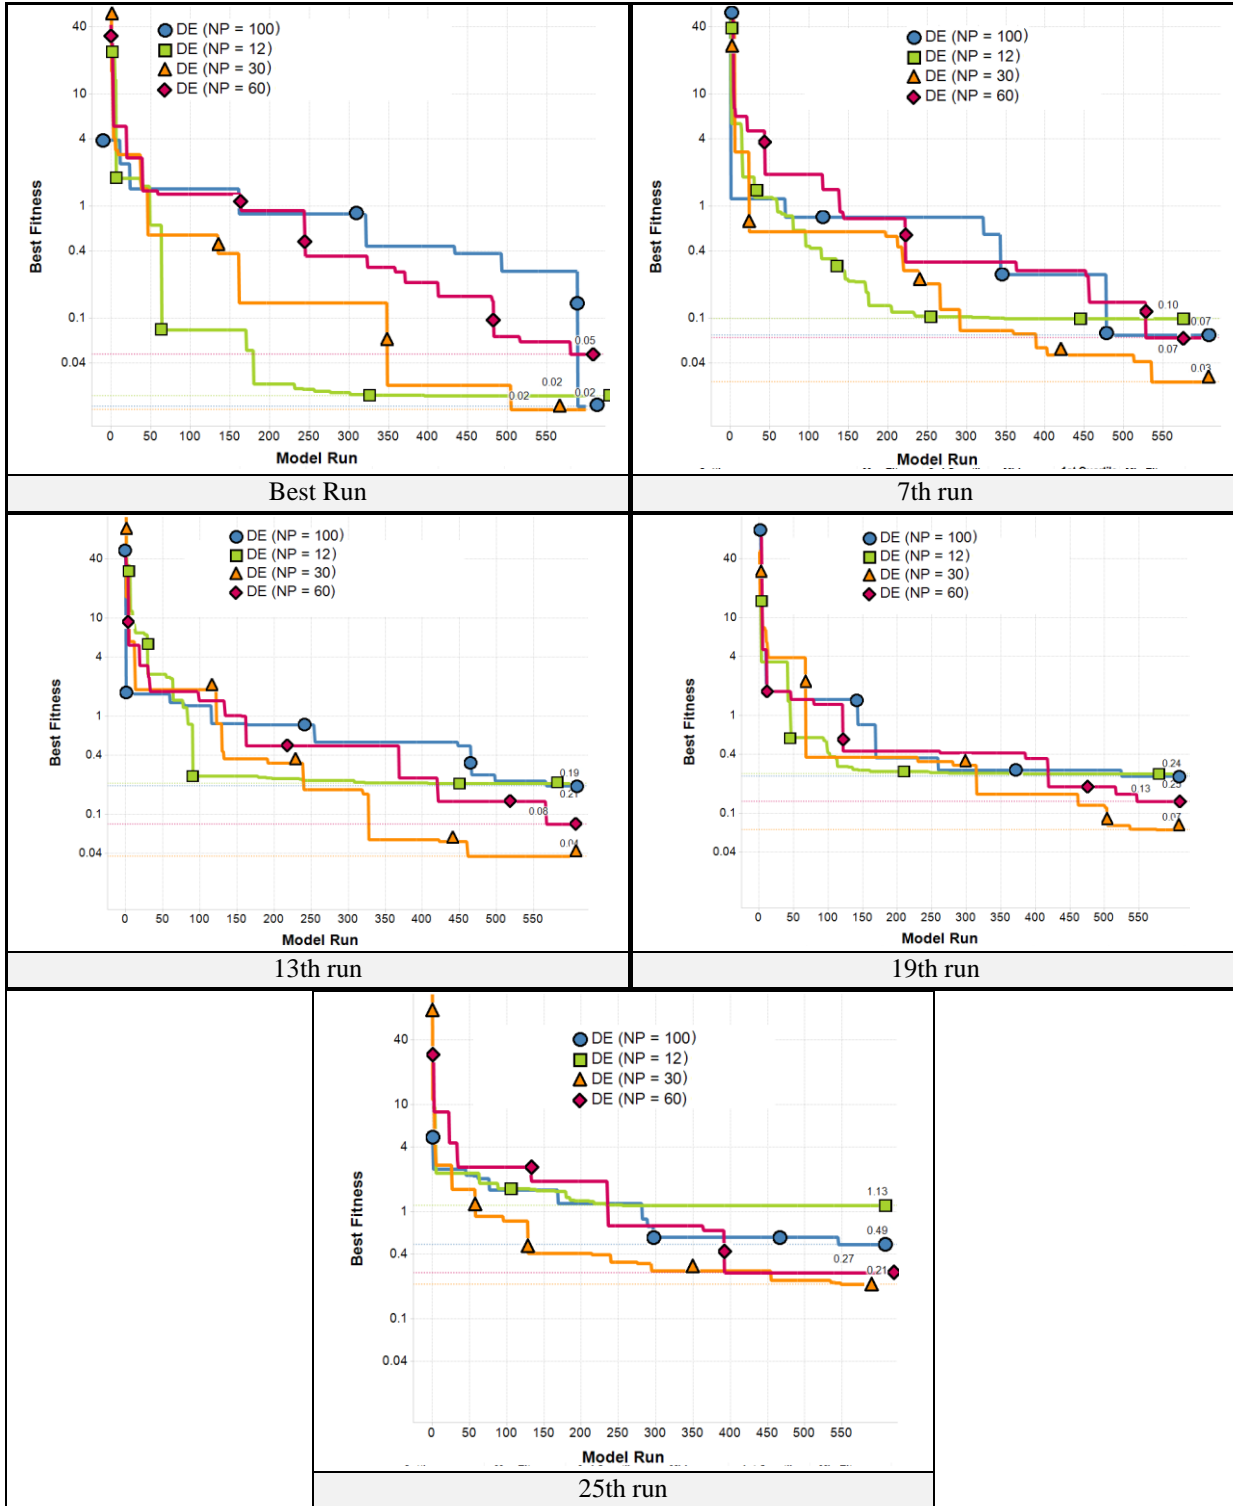 40
10
4
1
0.4
0.1
0.04
Best Fitness
DE (NP = 100)
DE (NP = 12)
DE (NP = 30)
DE (NP = 60)
0.05
0.02
0.02
0.02
0 50 100 150 200 250 300 350 400 450 500 550
Model Run
Best Run
40
10
4
1
0.4
0.1
0.04
Best Fitness
DE (NP = 100)
DE (NP = 12)
DE (NP = 30)
DE (NP = 60)
0.10
0.07
0.07
0.03
0 50 100 150 200 250 300 350 400 450 500 550
Model Run
7th run
40
10
4
1
0.4
0.1
0.04
Best Fitness
DE (NP = 100)
DE (NP = 12)
DE (NP = 30)
DE (NP = 60)
0.19
0.21
0.08
0.04
0 50 100 150 200 250 300 350 400 450 500 550
Model Run
13th run
40
10
4
1
0.4
0.1
0.04
Best Fitness
DE (NP = 100)
DE (NP = 12)
DE (NP = 30)
DE (NP = 60)
0.24
0.23
0.13
0.07
0 50 100 150 200 250 300 350 400 450 500 550
Model Run
19th run
40
10
4
1
0.4
0.1
0.04
Best Fitness
DE (NP = 100)
DE (NP = 12)
DE (NP = 30)
DE (NP = 60)
1.13
0.49
0.27
0.21
0 50 100 150 200 250 300 350 400 450 500 550
Model Run
25th run